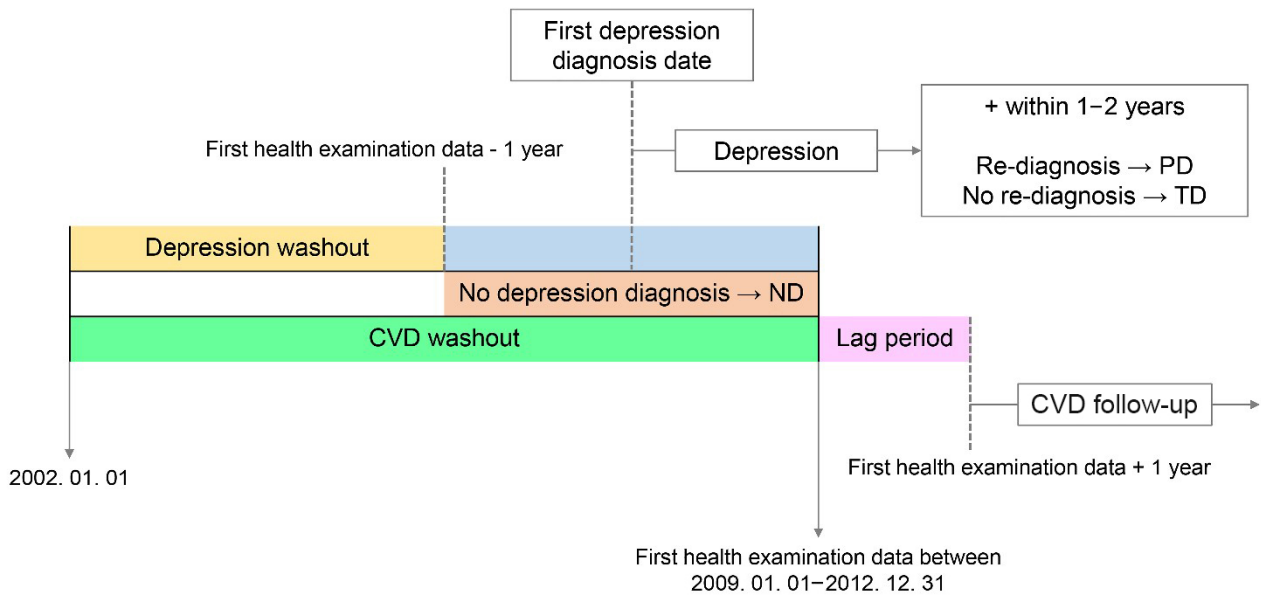 First depression
diagnosis date
+ within 1−2 years
Re-diagnosis → PD
No re-diagnosis → TD
Depression
First health examination data - 1 year
Depression washout
No depression diagnosis → ND
CVD washout
Lag period
CVD follow-up
First health examination data + 1 year
2002. 01. 01
First health examination data between
2009. 01. 01−2012. 12. 31